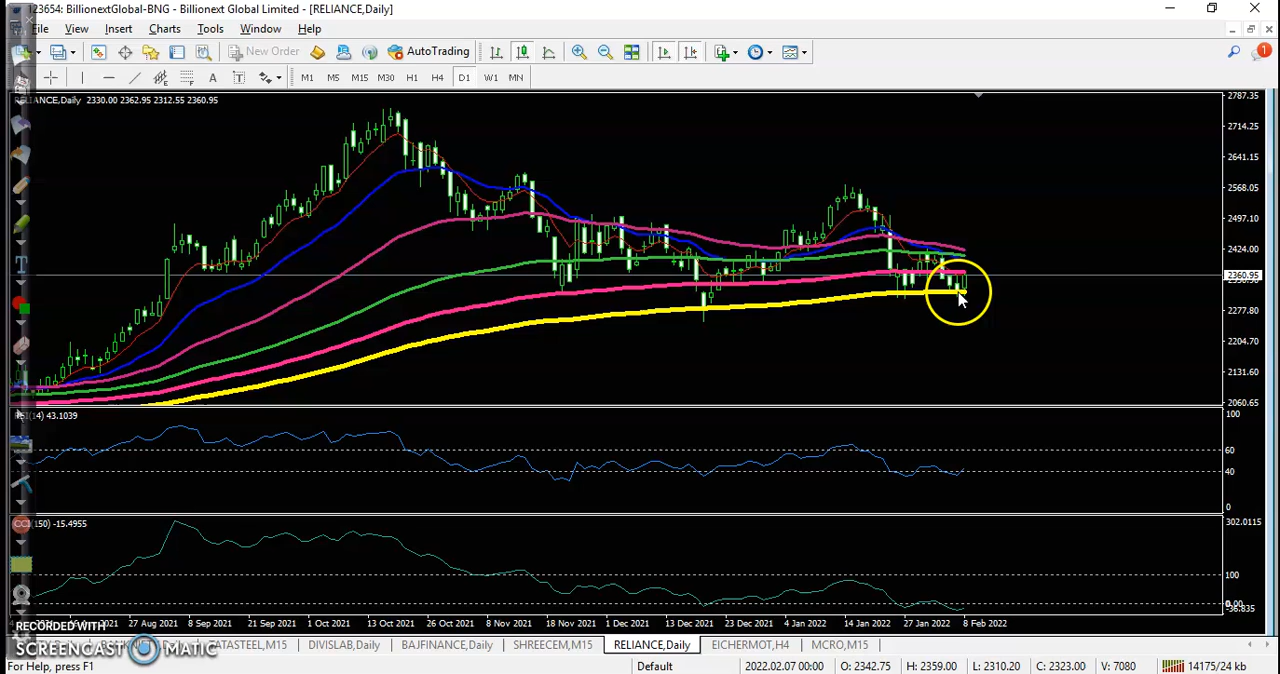 123654: BillionextGlobal-BNG - Billionext Global Limited - [RELIANCE,Daily]
File View Insert Charts Tools Window Help
New Order AutoTrading
M1 M5 M15 M30 H1 H4 D1 W1 MN
RELIANCE,Daily 2330.00 2362.95 2312.55 2360.95
2787.35
2714.25
2641.15
2568.05
2497.10
2424.00
2360.95
2277.80
2204.70
2131.60
2060.65
RSI(14) 43.1039
100
60
40
0
CCI(150) -15.4955
302.0115
100
0.00
27 Aug 2021 8 Sep 2021 21 Sep 2021 1 Oct 2021 13 Oct 2021 26 Oct 2021 8 Nov 2021 18 Nov 2021 1 Dec 2021 13 Dec 2021 23 Dec 2021 4 Jan 2022 14 Jan 2022 27 Jan 2022 8 Feb 2022
RECORDED WITH
SCREENCAST MATIC
TATASTEEL,M15 DIVISLAB,Daily BAJFINANCE,Daily SHREECEM,M15 RELIANCE,Daily EICHERMOT,H4 MCRO,M15
For Help, press F1 Default 2022.02.07 00:00 O: 2342.75 H: 2359.00 L: 2310.20 C: 2323.00 V: 7080 14175/24 kb